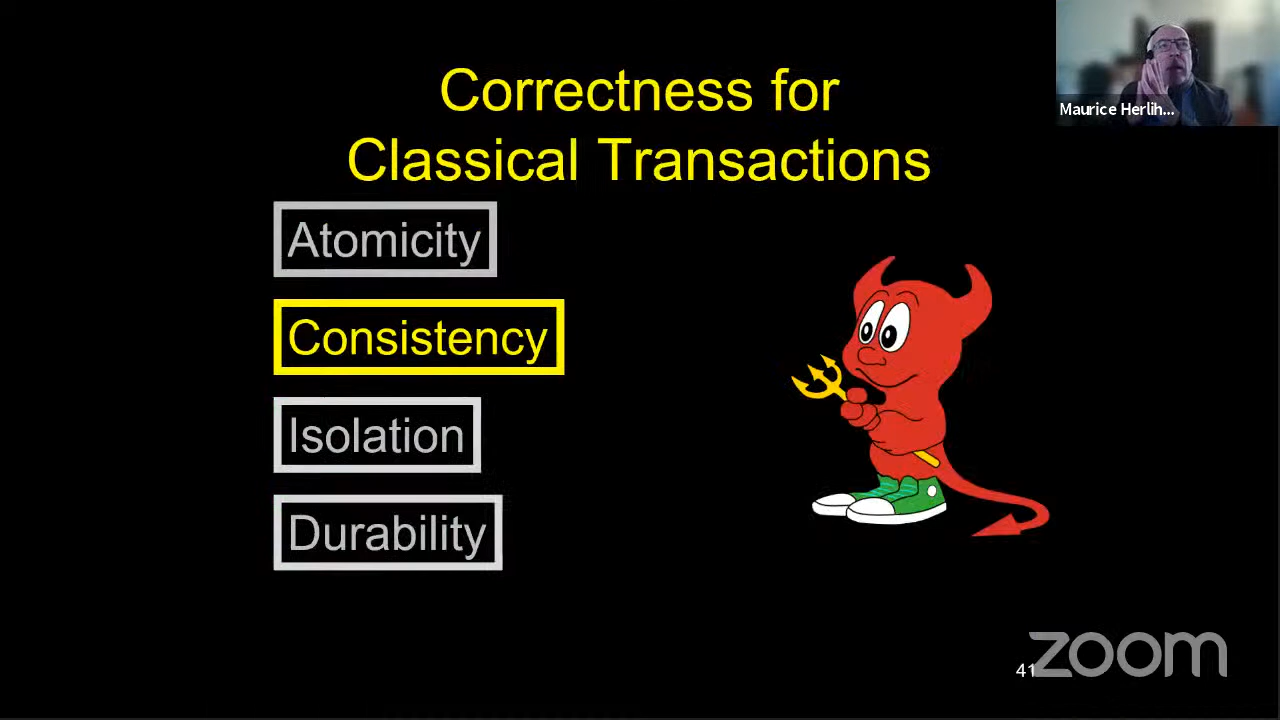 Correctness for
Classical Transactions
Maurice Herlih...
Atomicity
Consistency
Isolation
Durability
41
zoom